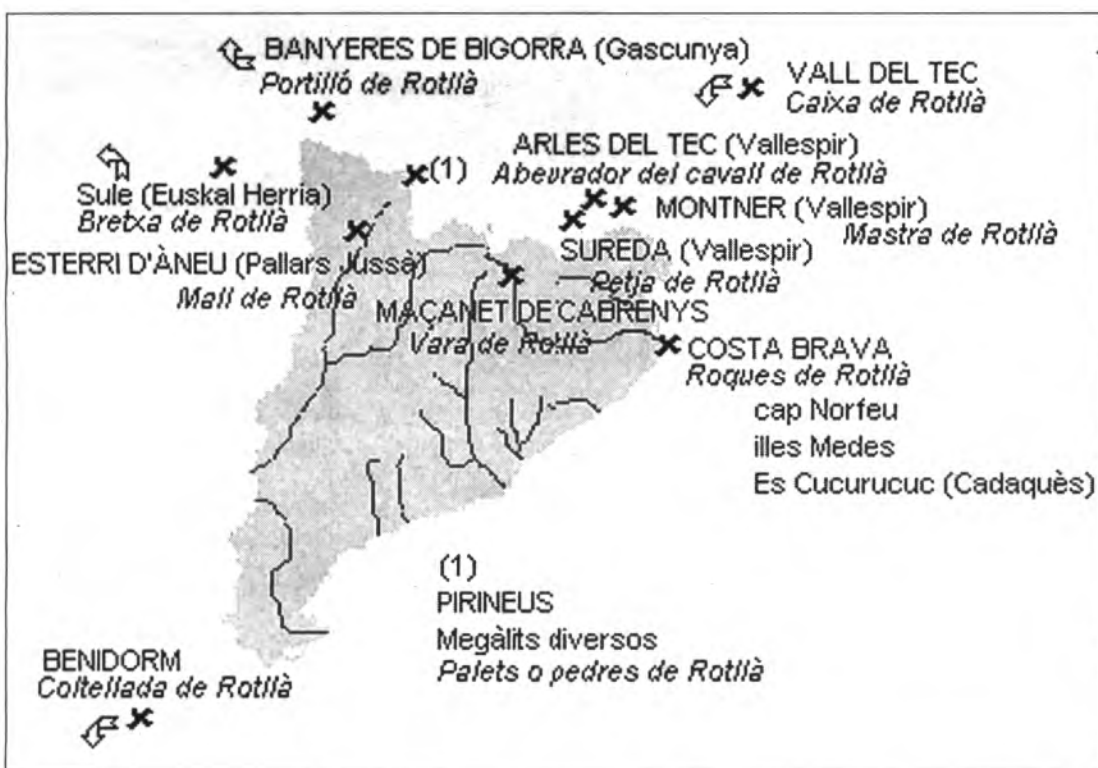 BANYERES DE BIGORRA (Gascunya)
Portilló de Rotllà
VALL DEL TEC
Caixa de Rotllà
ARLES DEL TEC (Vallespir)
Abeurador del cavall de Rotllà
(1)
Sule (Euskal Herria)
Bretxa de Rotllà
MONTNER (Vallespir)
Mastra de Rotllà
ESTERRI D'ÀNEU (Pallars Jussà)
Mall de Rotllà
SUREDA (Vallespir)
Petja de Rotllà
MAÇANET DE CABRENYS
Vara de Rotllà
COSTA BRAVA
Roques de Rotllà
cap Norfeu
illes Medes
Es Cucurucuc (Cadaquès)
(1)
PIRINEUS
Megàlits diversos
Palets o pedres de Rotllà
BENIDORM
Coltellada de Rotllà